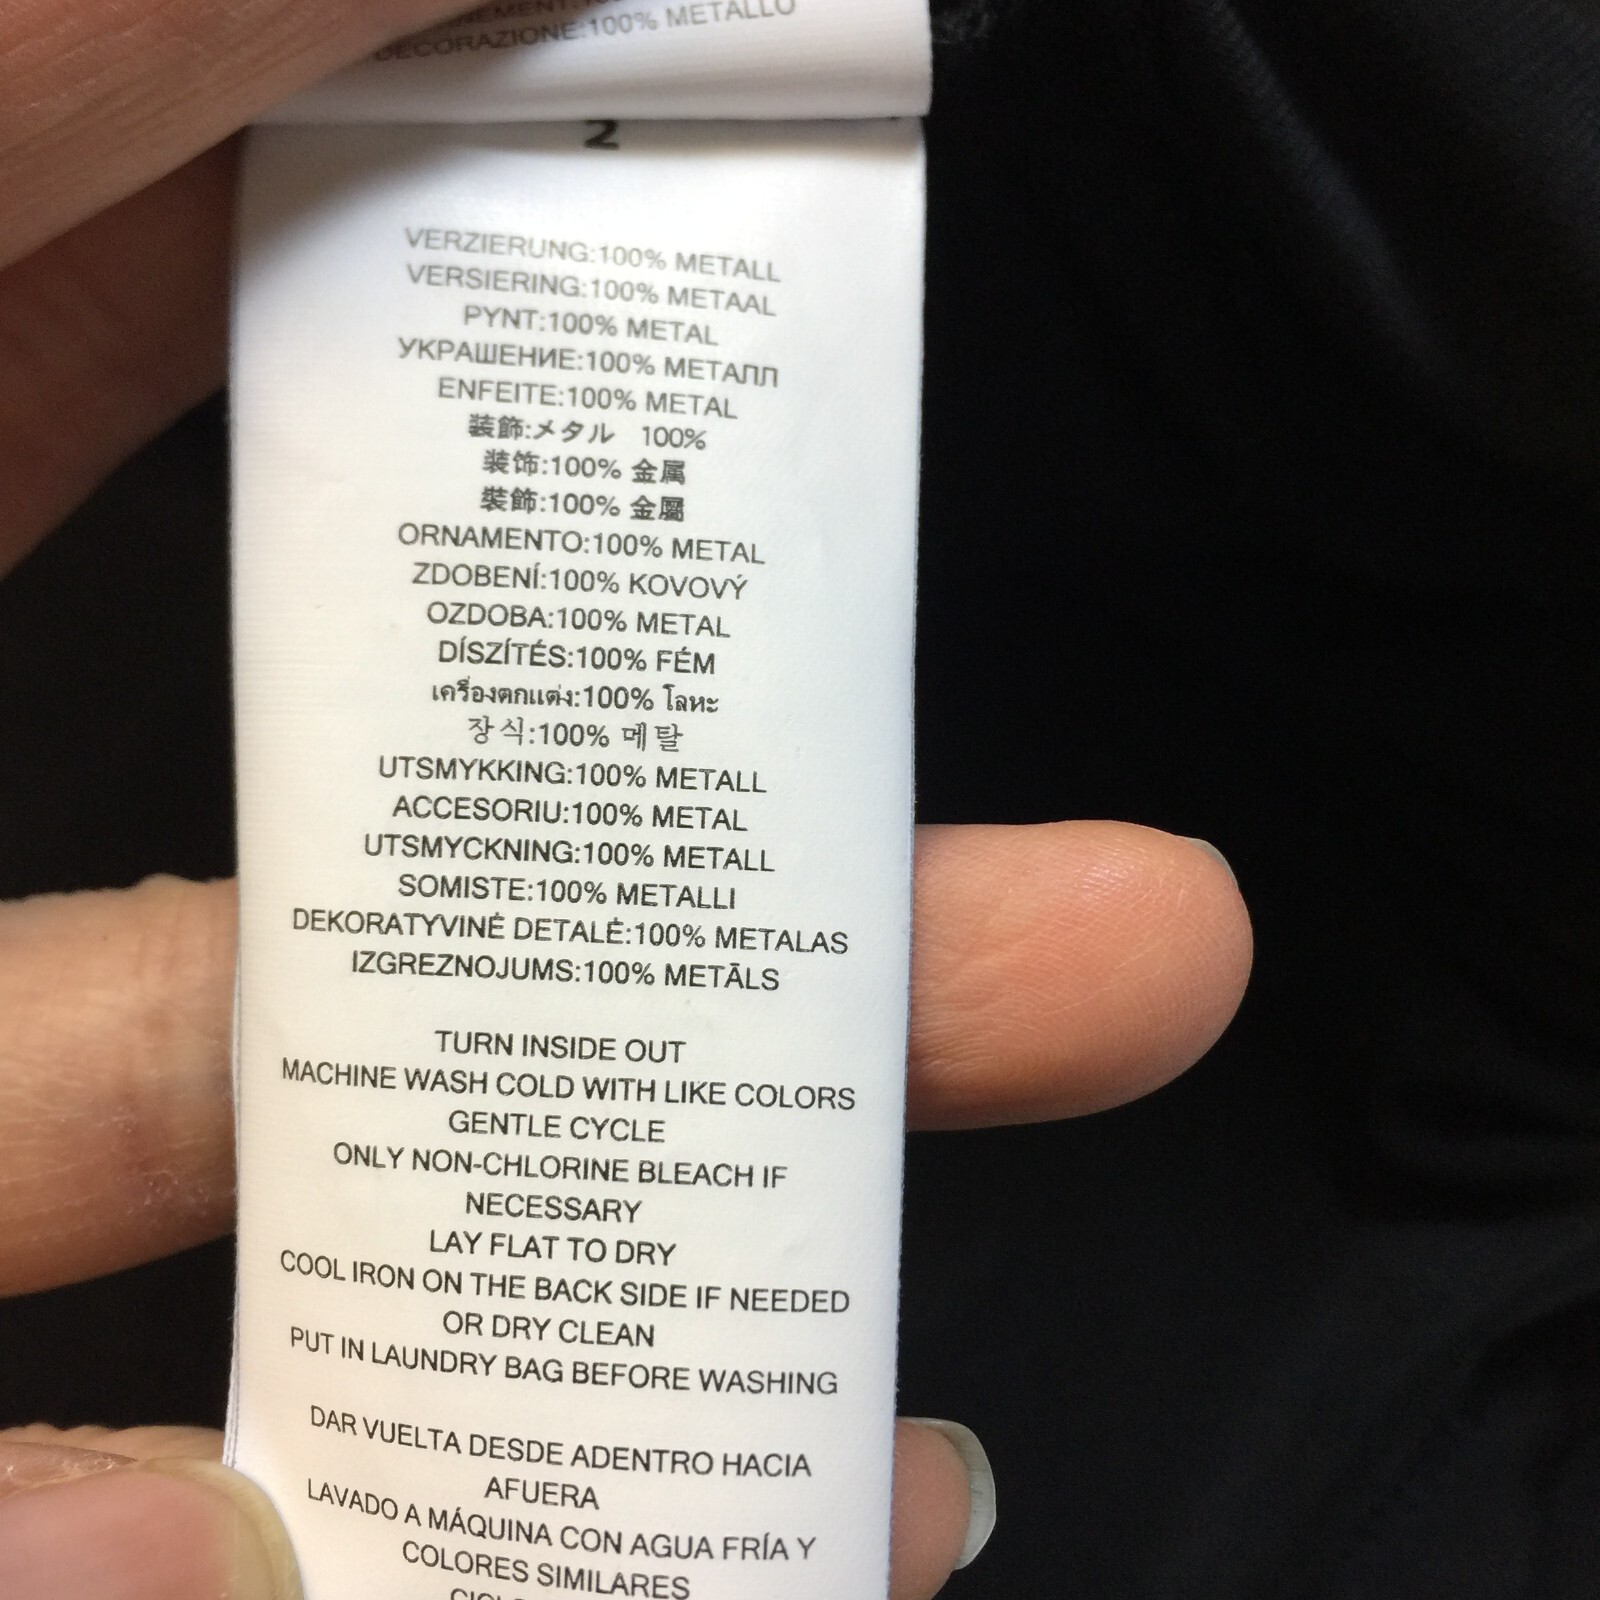 DECORAZIONE:100% METALLO
2
VERZIERUNG:100% METALL
VERSIERING:100% METAAL
PYNT:100% METAL
УКРАШЕНИЕ:100% МЕТАЛЛ
ENFEITE:100% METAL
装飾:メタル 100%
装饰:100% 金属
裝飾:100% 金屬
ORNAMENTO:100% METAL
ZDOBENÍ:100% KOVOVÝ
OZDOBA:100% METAL
DÍSZÍTÉS:100% FÉM
เครื่องตกแต่ง:100% โลหะ
장식:100% 메탈
UTSMYKKING:100% METALL
ACCESORIU:100% METAL
UTSMYCKNING:100% METALL
SOMISTE:100% METALLI
DEKORATYVINĖ DETALĖ:100% METALAS
IZGREZNOJUMS:100% METĀLS
TURN INSIDE OUT
MACHINE WASH COLD WITH LIKE COLORS
GENTLE CYCLE
ONLY NON-CHLORINE BLEACH IF
NECESSARY
LAY FLAT TO DRY
COOL IRON ON THE BACK SIDE IF NEEDED
OR DRY CLEAN
PUT IN LAUNDRY BAG BEFORE WASHING
DAR VUELTA DESDE ADENTRO HACIA
AFUERA
LAVADO A MÁQUINA CON AGUA FRÍA Y
COLORES SIMILARES